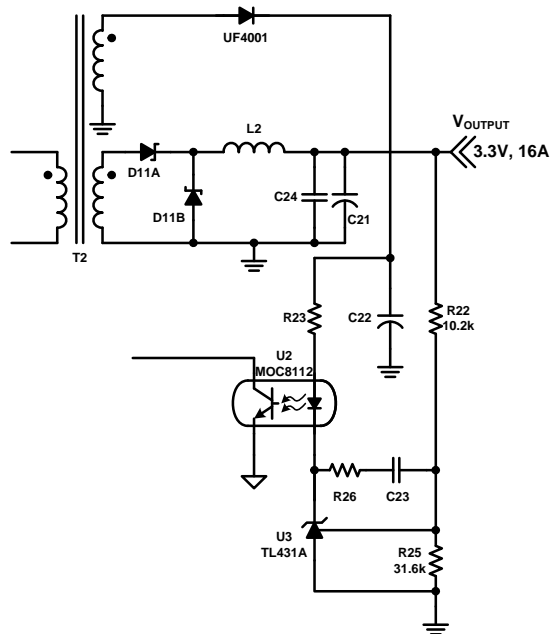 UF4001
L2
V_OUTPUT
3.3V, 16A
D11A
D11B
C24
C21
T2
R23
C22
R22
10.2k
U2
MOC8112
R26
C23
U3
TL431A
R25
31.6k